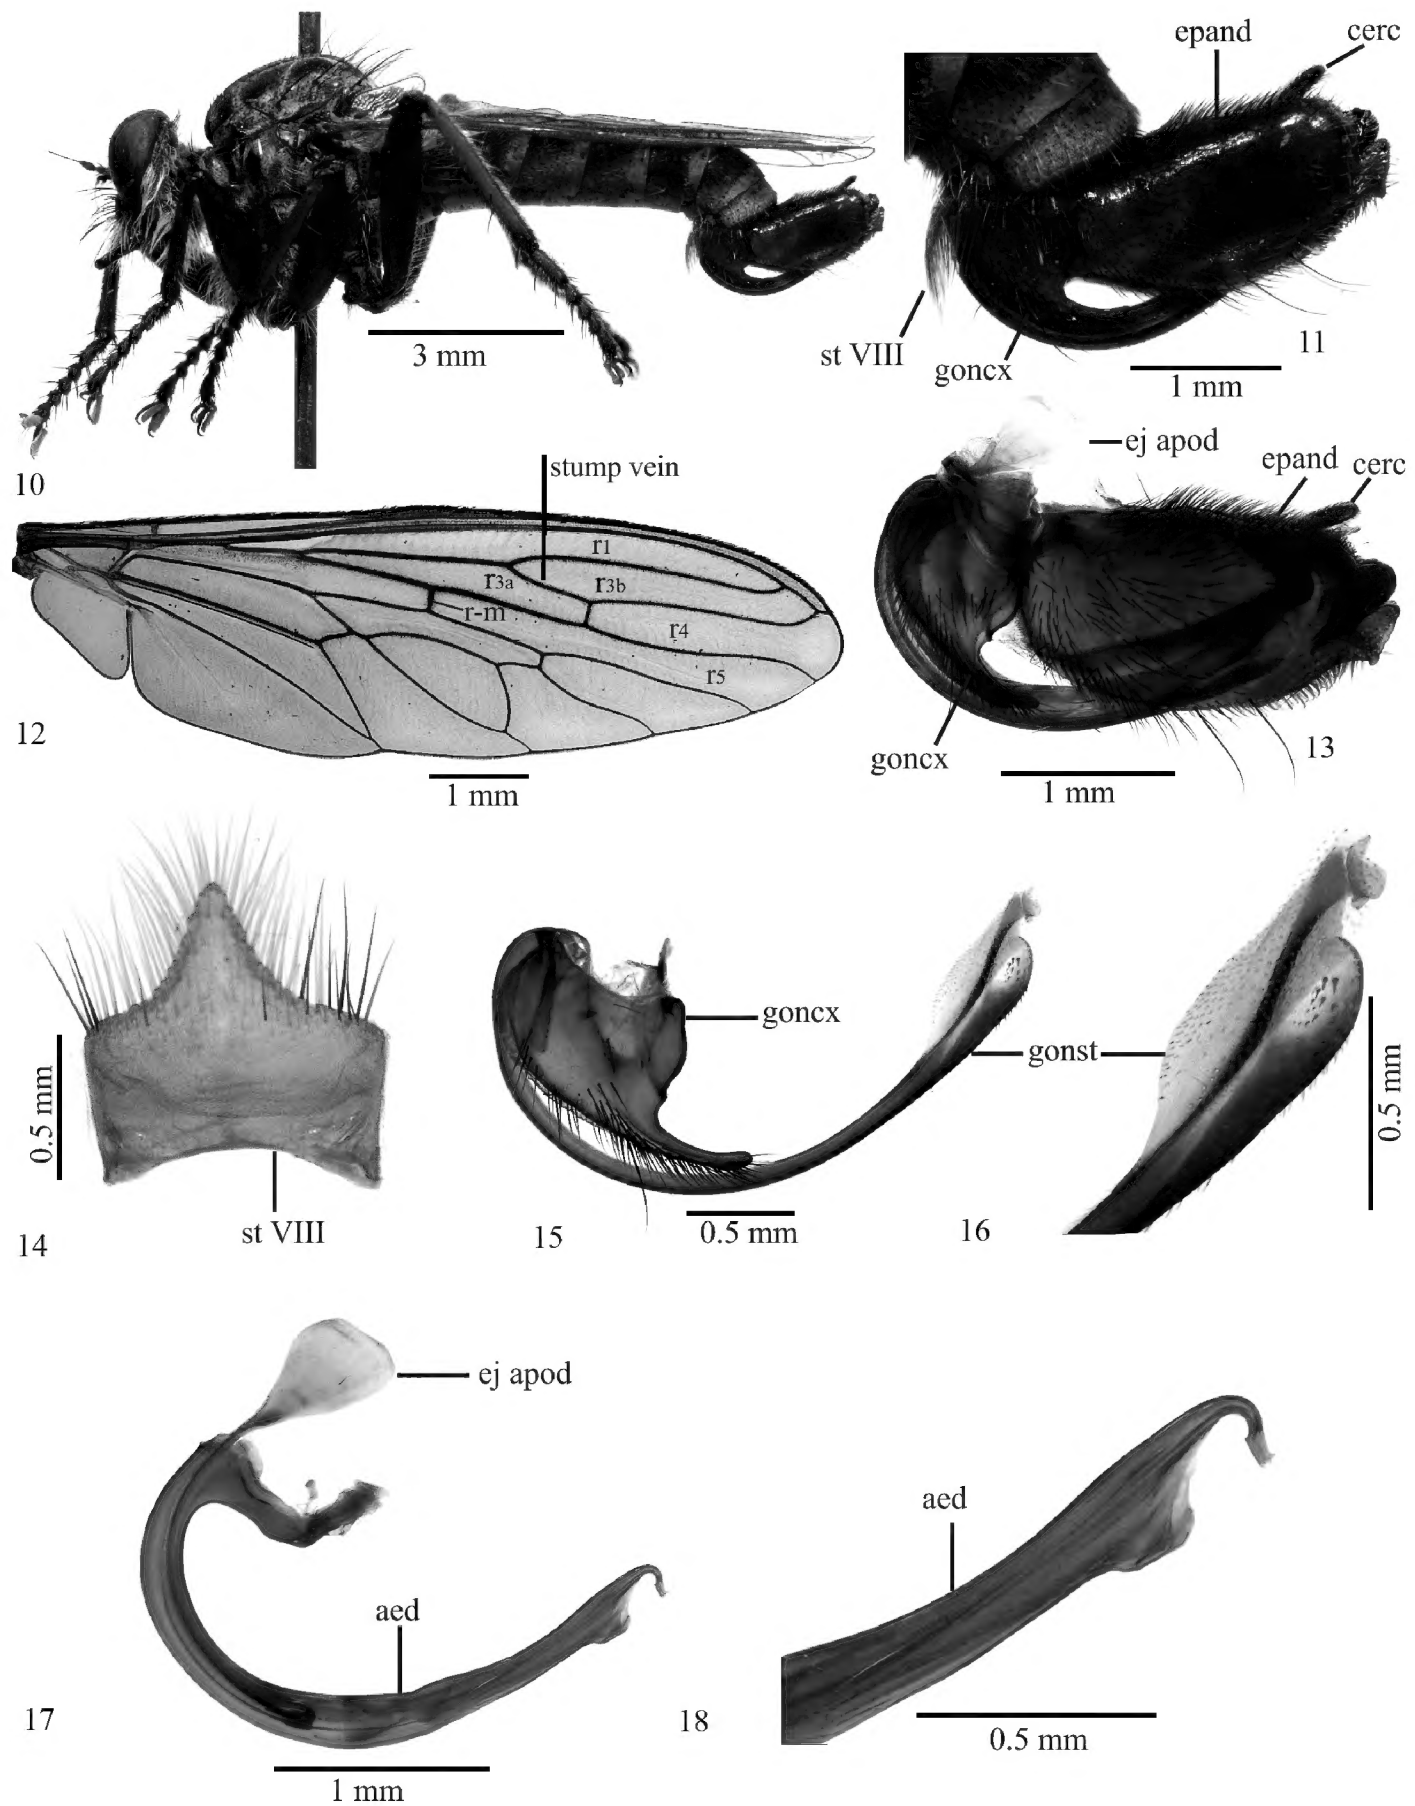 epand
cerc
3 mm
st VIII
goncx
11
1 mm
10
ej apod
epand
cerc
stump vein
r1
r3a
r3b
r-m
r4
r5
12
1 mm
goncx
13
1 mm
0.5 mm
st VIII
14
goncx
gonst
15
0.5 mm
16
0.5 mm
ej apod
aed
17
1 mm
aed
18
0.5 mm